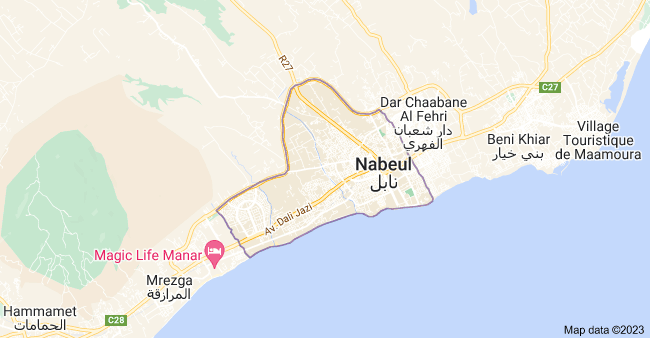 R27
C27
Dar Chaabane
Al Fehri
دار شعبان
الفهري
Village
Touristique
de Maamoura
Beni Khiar
بني خيار
Nabeul
نابل
Av. Dali Jazi
Magic Life Manar
Mrezga
المرازقة
Hammamet
الحمامات
C28
Map data ©2023